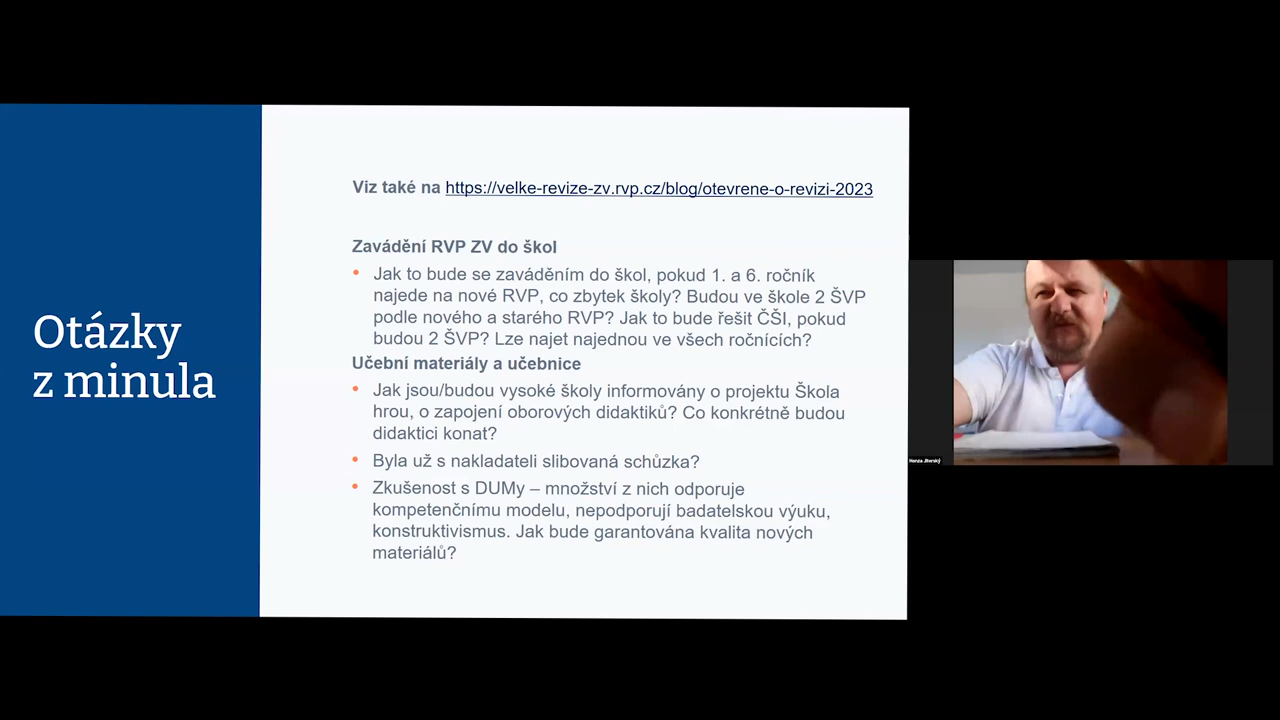 Otázky
z minula
Viz také na https://velke-revize-zv.rvp.cz/blog/otevrene-o-revizi-2023
Zavádění RVP ZV do škol
• Jak to bude se zaváděním do škol, pokud 1. a 6. ročník
najede na nové RVP, co zbytek školy? Budou ve škole 2 ŠVP
podle nového a starého RVP? Jak to bude řešit ČŠI, pokud
budou 2 ŠVP? Lze najet najednou ve všech ročnících?
Učební materiály a učebnice
• Jak jsou/budou vysoké školy informovány o projektu Škola
hrou, o zapojení oborových didaktiků? Co konkrétně budou
didaktici konat?
• Byla už s nakladateli slibovaná schůzka?
• Zkušenost s DUMy – množství z nich odporuje
kompetenčnímu modelu, nepodporují badatelskou výuku,
konstruktivismus. Jak bude garantována kvalita nových
materiálů?
Honza Jiterský